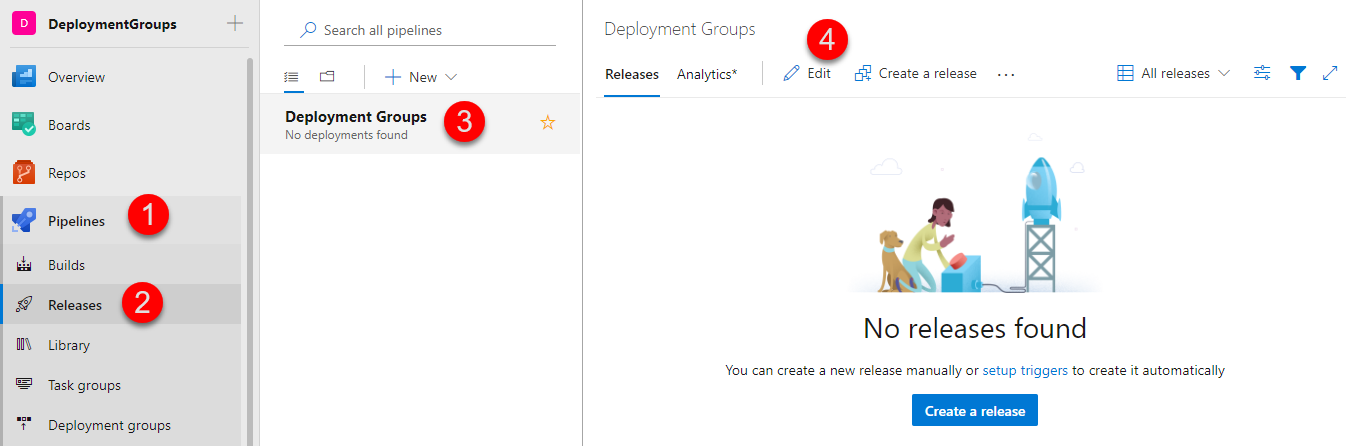 D DeploymentGroups
Overview
Boards
Repos
Pipelines 1
Builds
Releases 2
Library
Task groups
Deployment groups
Search all pipelines
New
Deployment Groups 3
No deployments found
Deployment Groups
4
Releases Analytics* Edit Create a release ... All releases
No releases found
You can create a new release manually or setup triggers to create it automatically
Create a release